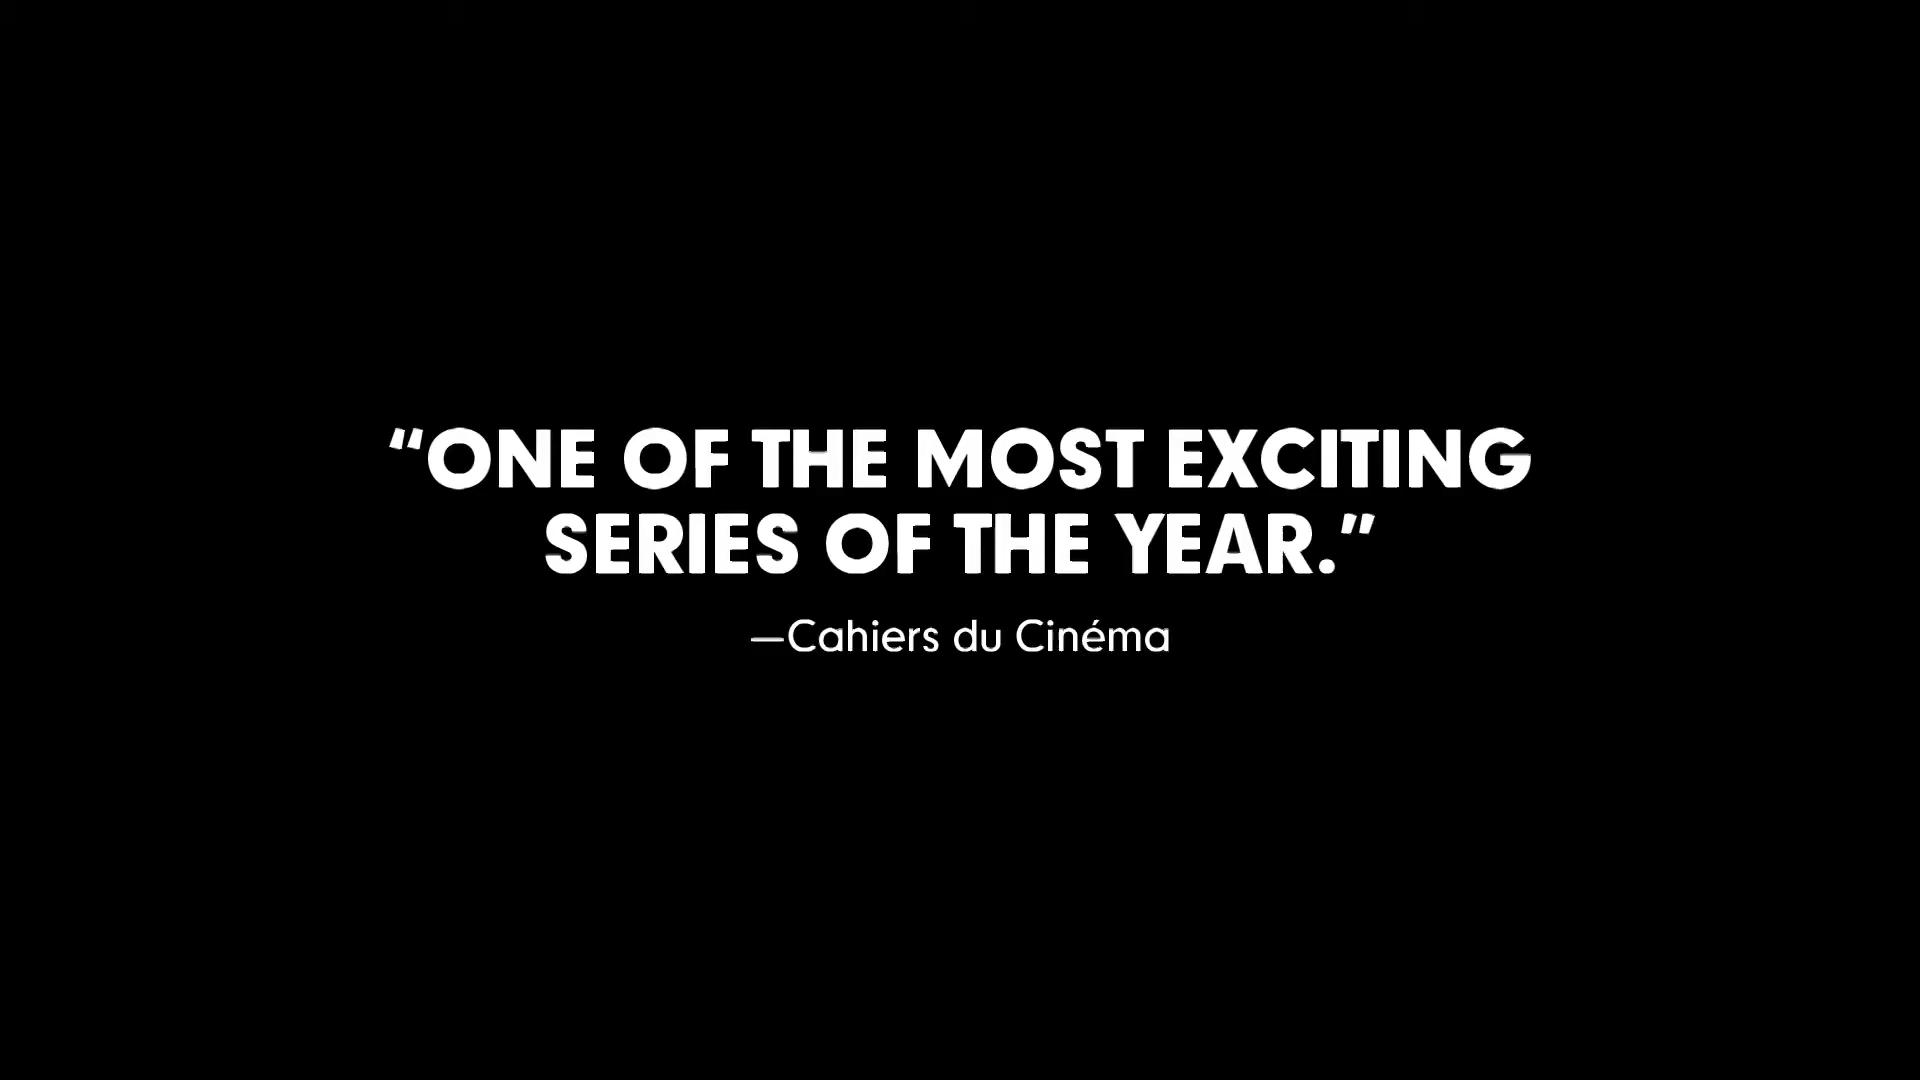 “ONE OF THE MOST EXCITING
SERIES OF THE YEAR.”
—Cahiers du Cinéma